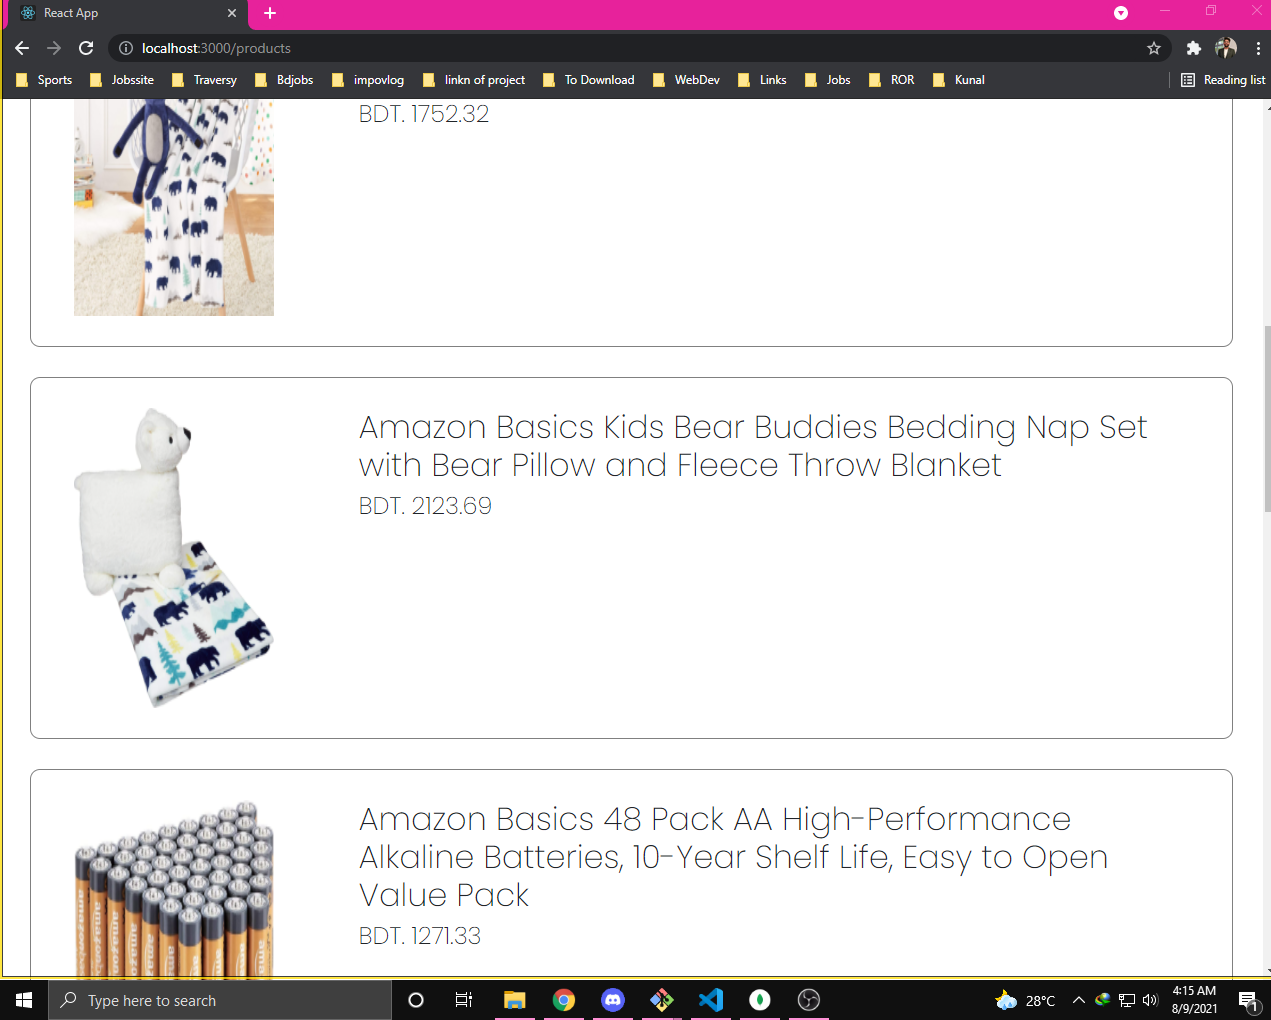 React App
localhost:3000/products
Sports Jobssite Traversy Bdjobs impovlog linkn of project To Download WebDev Links Jobs ROR Kunal Reading list
BDT. 1752.32
Amazon Basics Kids Bear Buddies Bedding Nap Set
with Bear Pillow and Fleece Throw Blanket
BDT. 2123.69
Amazon Basics 48 Pack AA High-Performance
Alkaline Batteries, 10-Year Shelf Life, Easy to Open
Value Pack
BDT. 1271.33
Type here to search
28°C
4:15 AM
8/9/2021
1